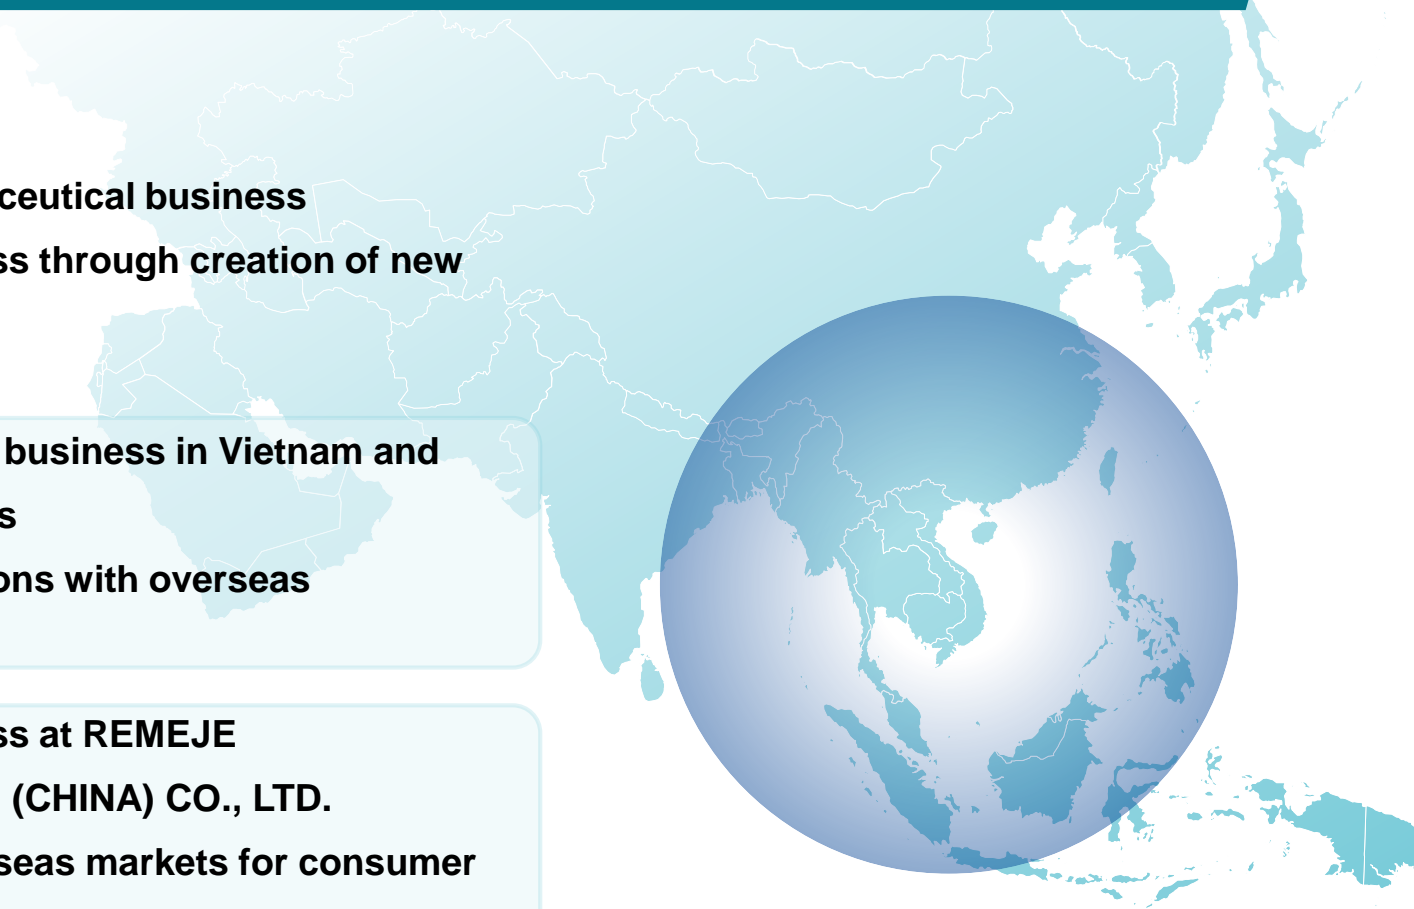 ceutical business
ss through creation of new
business in Vietnam and
s
ons with overseas
ss at REMEJE
(CHINA) CO., LTD.
seas markets for consumer